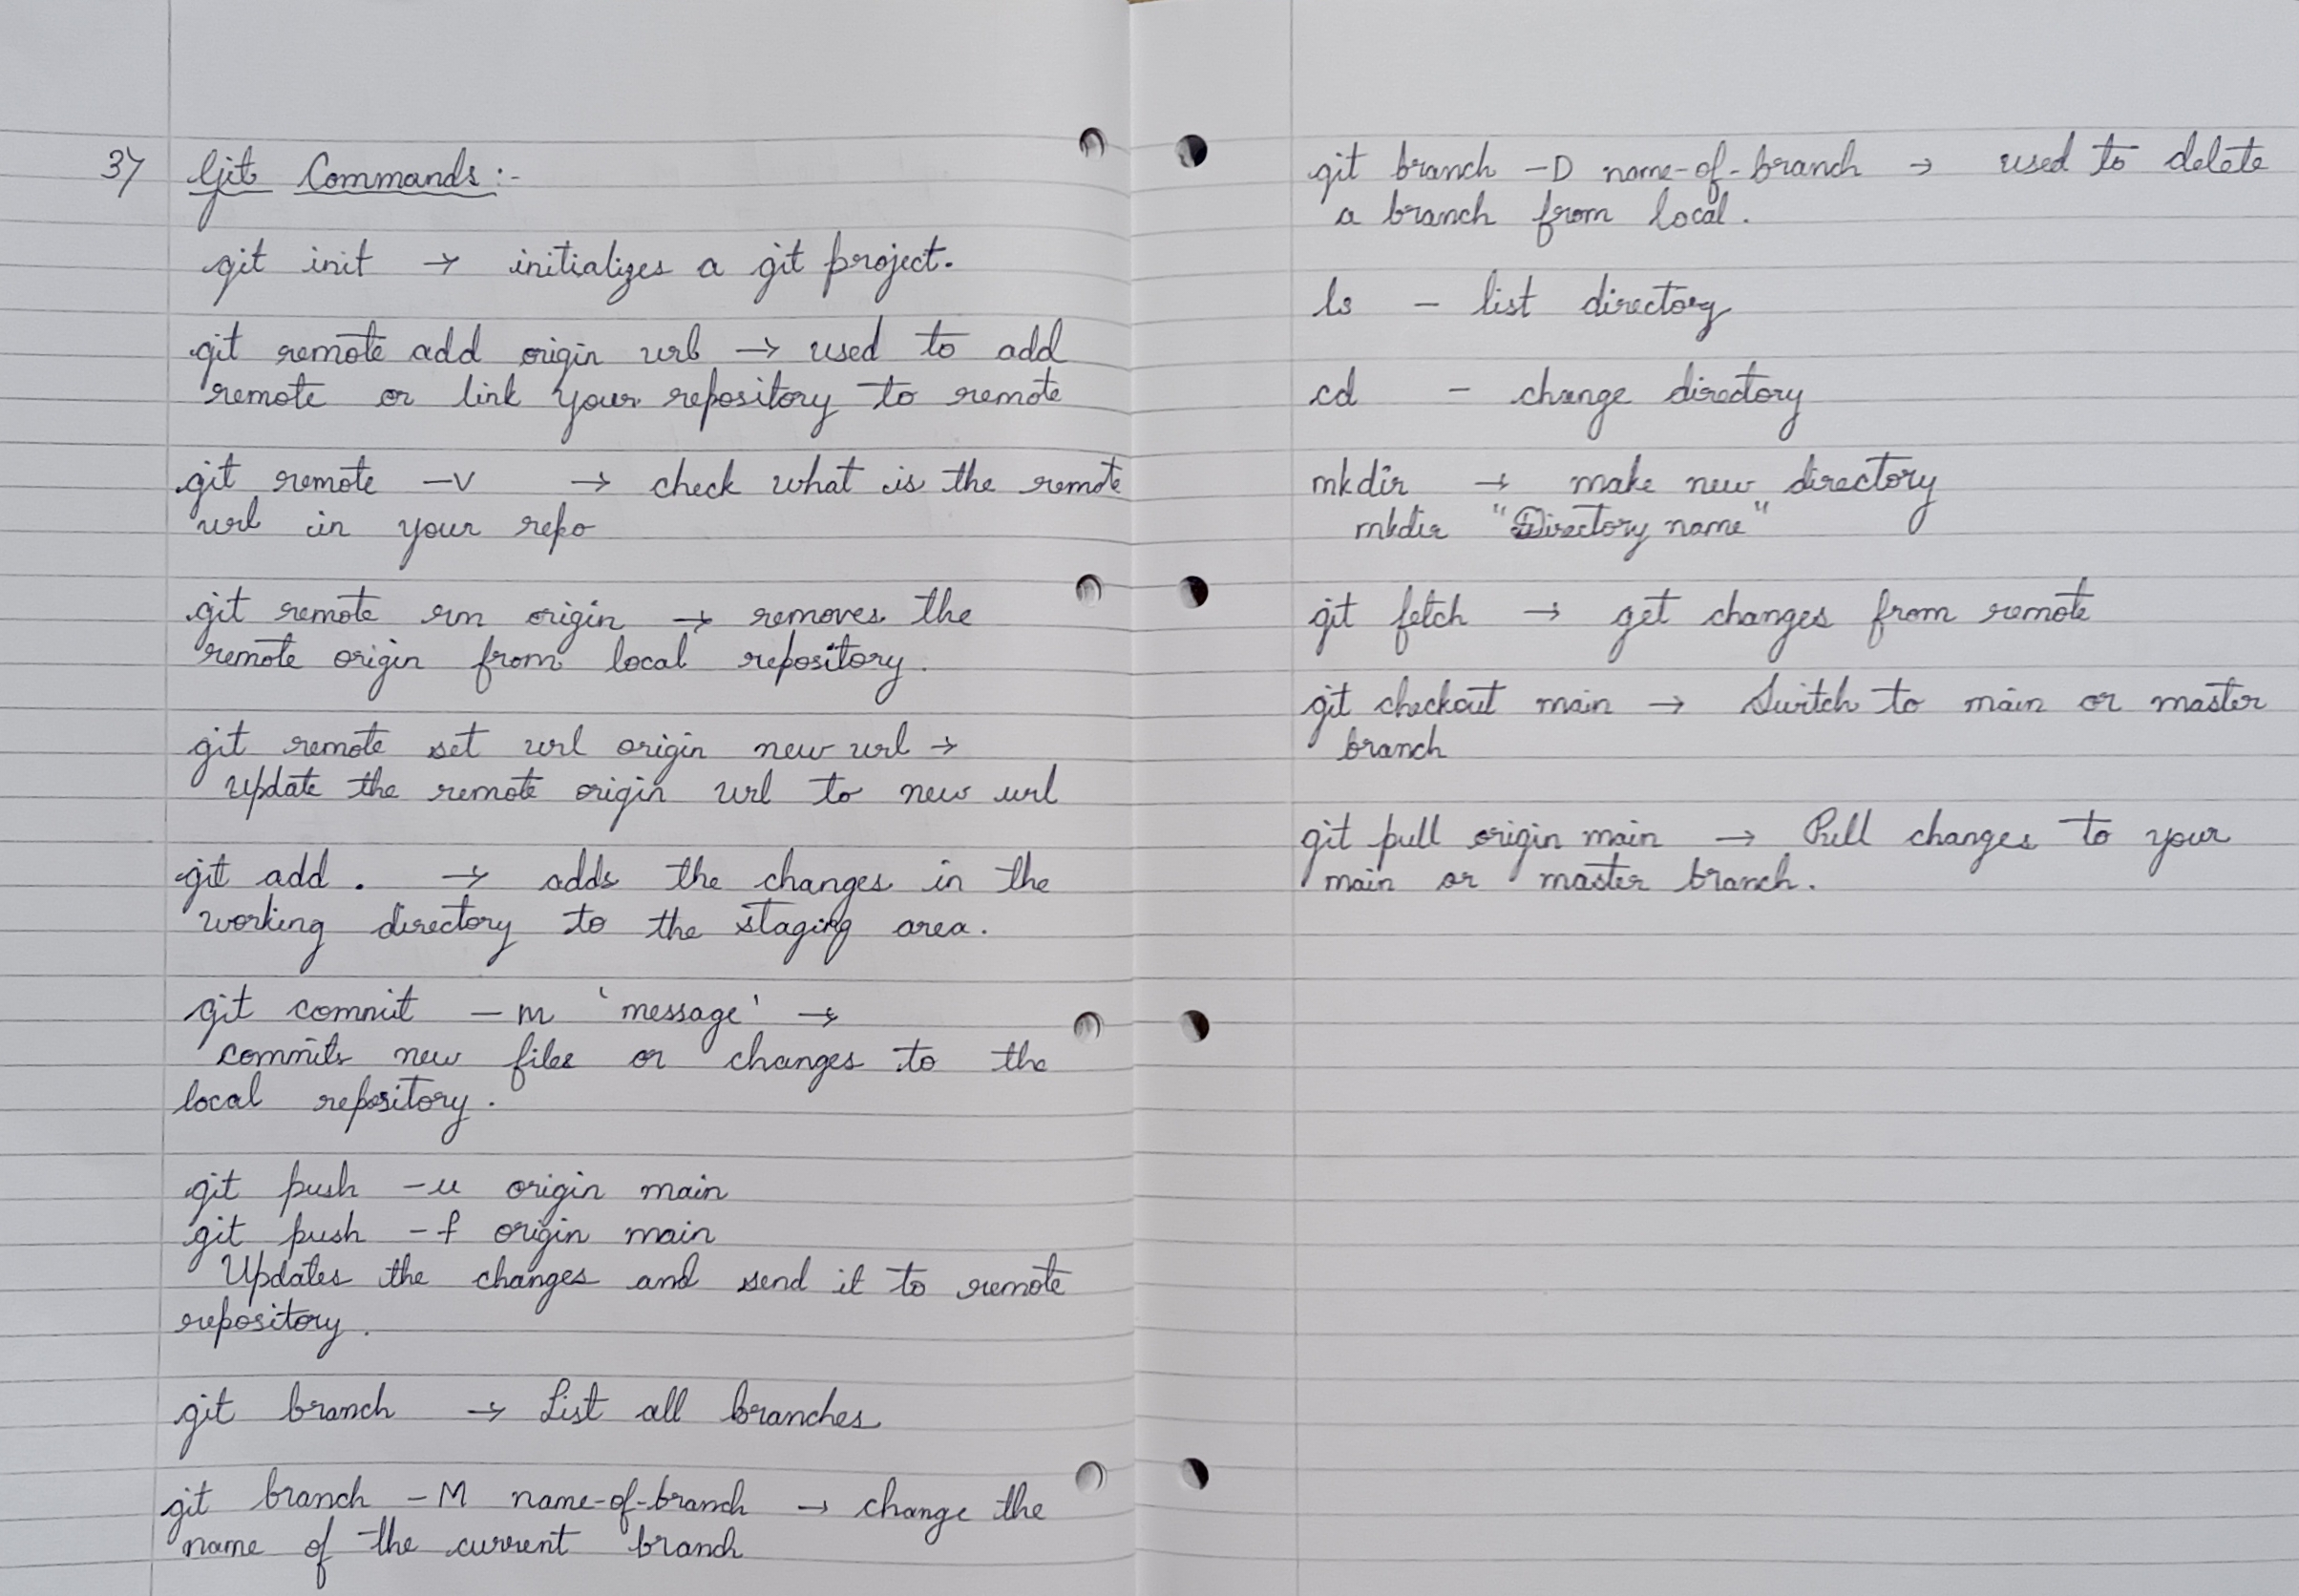 3) Git Commands :-
git init → initializes a git project.
git remote add origin url → used to add
remote or link your repository to remote
git remote -v → check what is the remote
url in your repo
git remote rm origin → removes the
remote origin from local repository.
git remote set url origin new url →
Update the remote origin url to new url
git add . → adds the changes in the
working directory to the staging area.
git commit -m 'message' →
commits new files or changes to the
local repository.
git push -u origin main
git push -f origin main
Updates the changes and send it to remote
repository.
git branch → List all branches
git branch -M name-of-branch → change the
name of the current branch
git branch -D name-of-branch → used to delete
a branch from local.
ls - list directory
cd - change directory
mkdir → make new directory
mkdir "Directory name"
git fetch → get changes from remote
git checkout main → Switch to main or master
branch
git pull origin main → Pull changes to your
main or master branch.